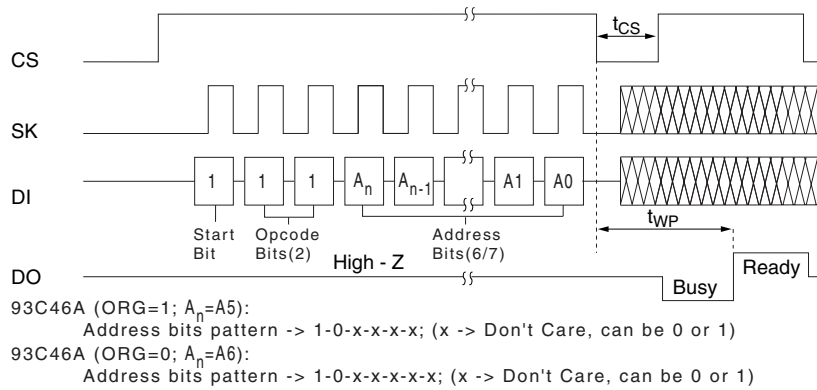 tCS
CS
SK
DI
1 1 1 An An-1 A1 A0
tWP
Start Bit
Opcode Bits(2)
Address Bits(6/7)
High - Z
DO
Busy
Ready
93C46A (ORG=1; An=A5):
Address bits pattern -> 1-0-x-x-x-x; (x -> Don't Care, can be 0 or 1)
93C46A (ORG=0; An=A6):
Address bits pattern -> 1-0-x-x-x-x-x; (x -> Don't Care, can be 0 or 1)